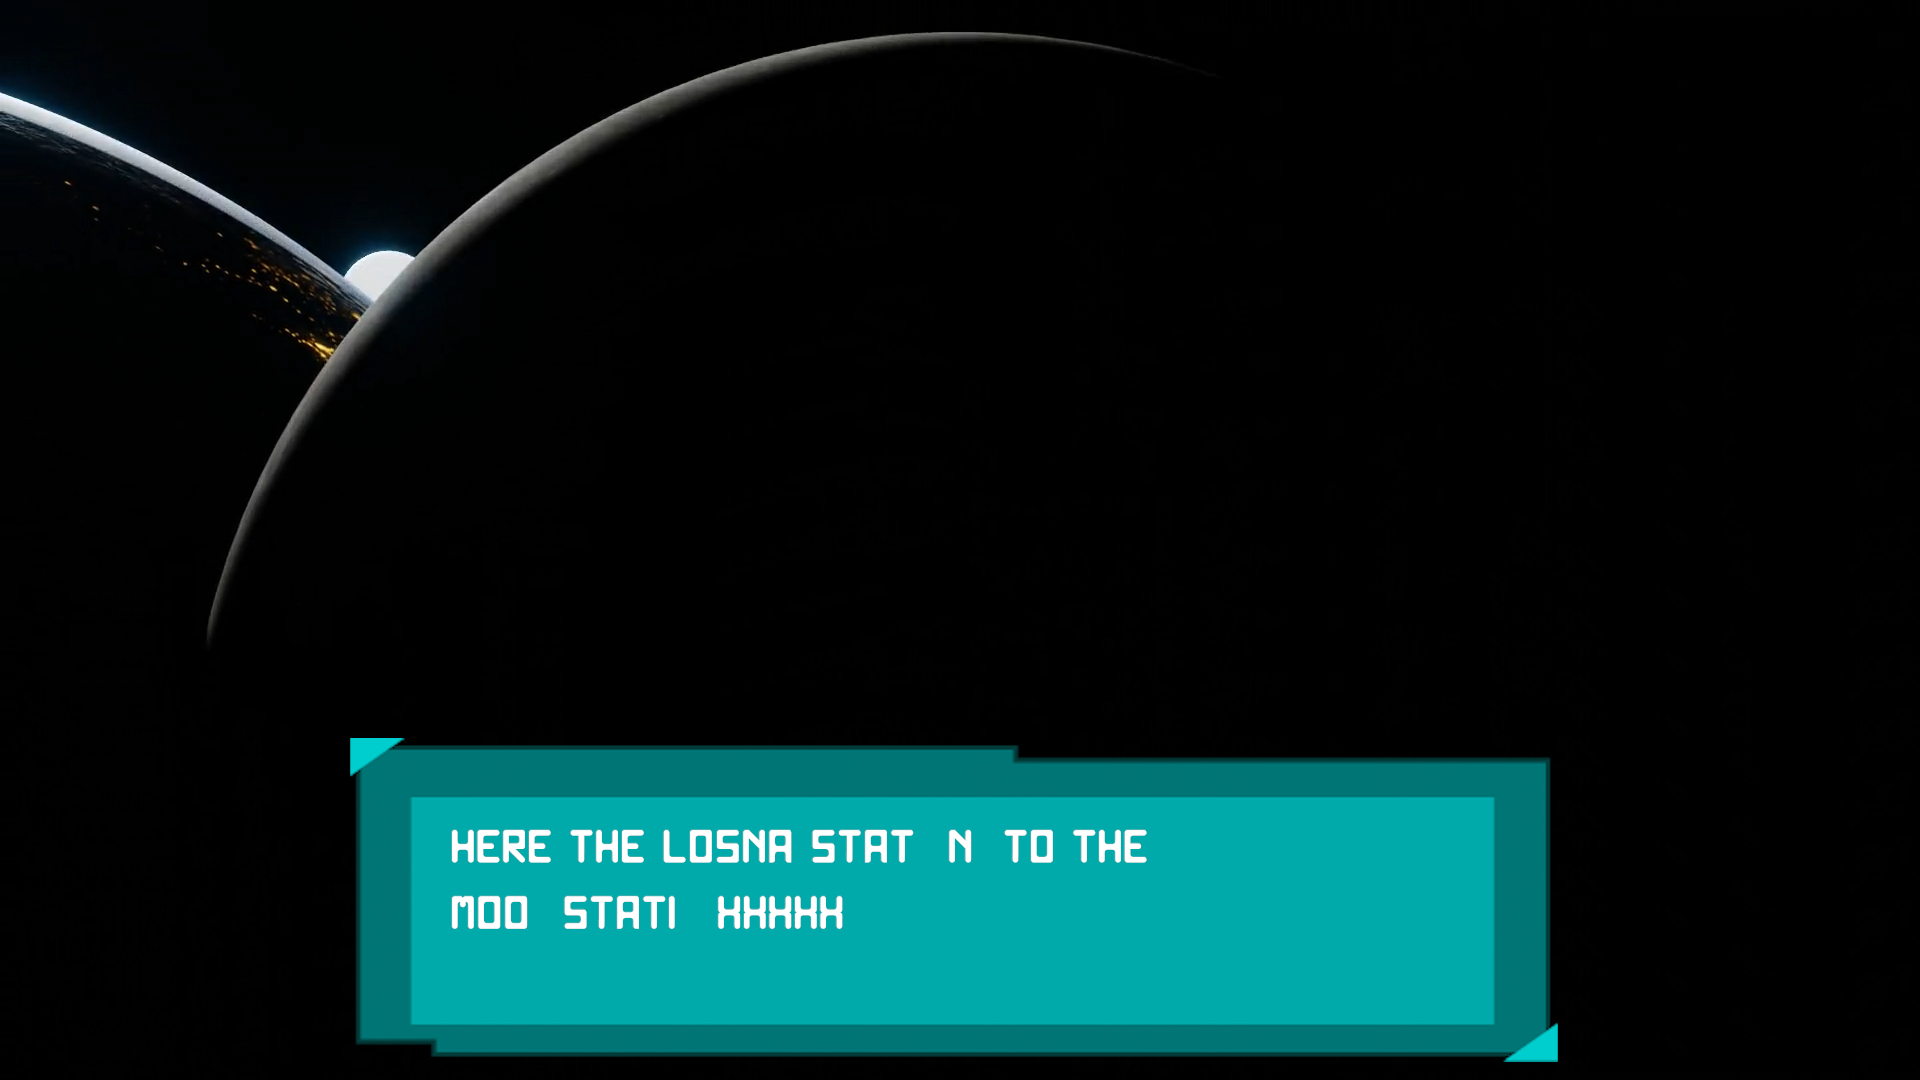 HERE THE LOSNA STAT  N  TO THE
MOO  STATI  XXXXX